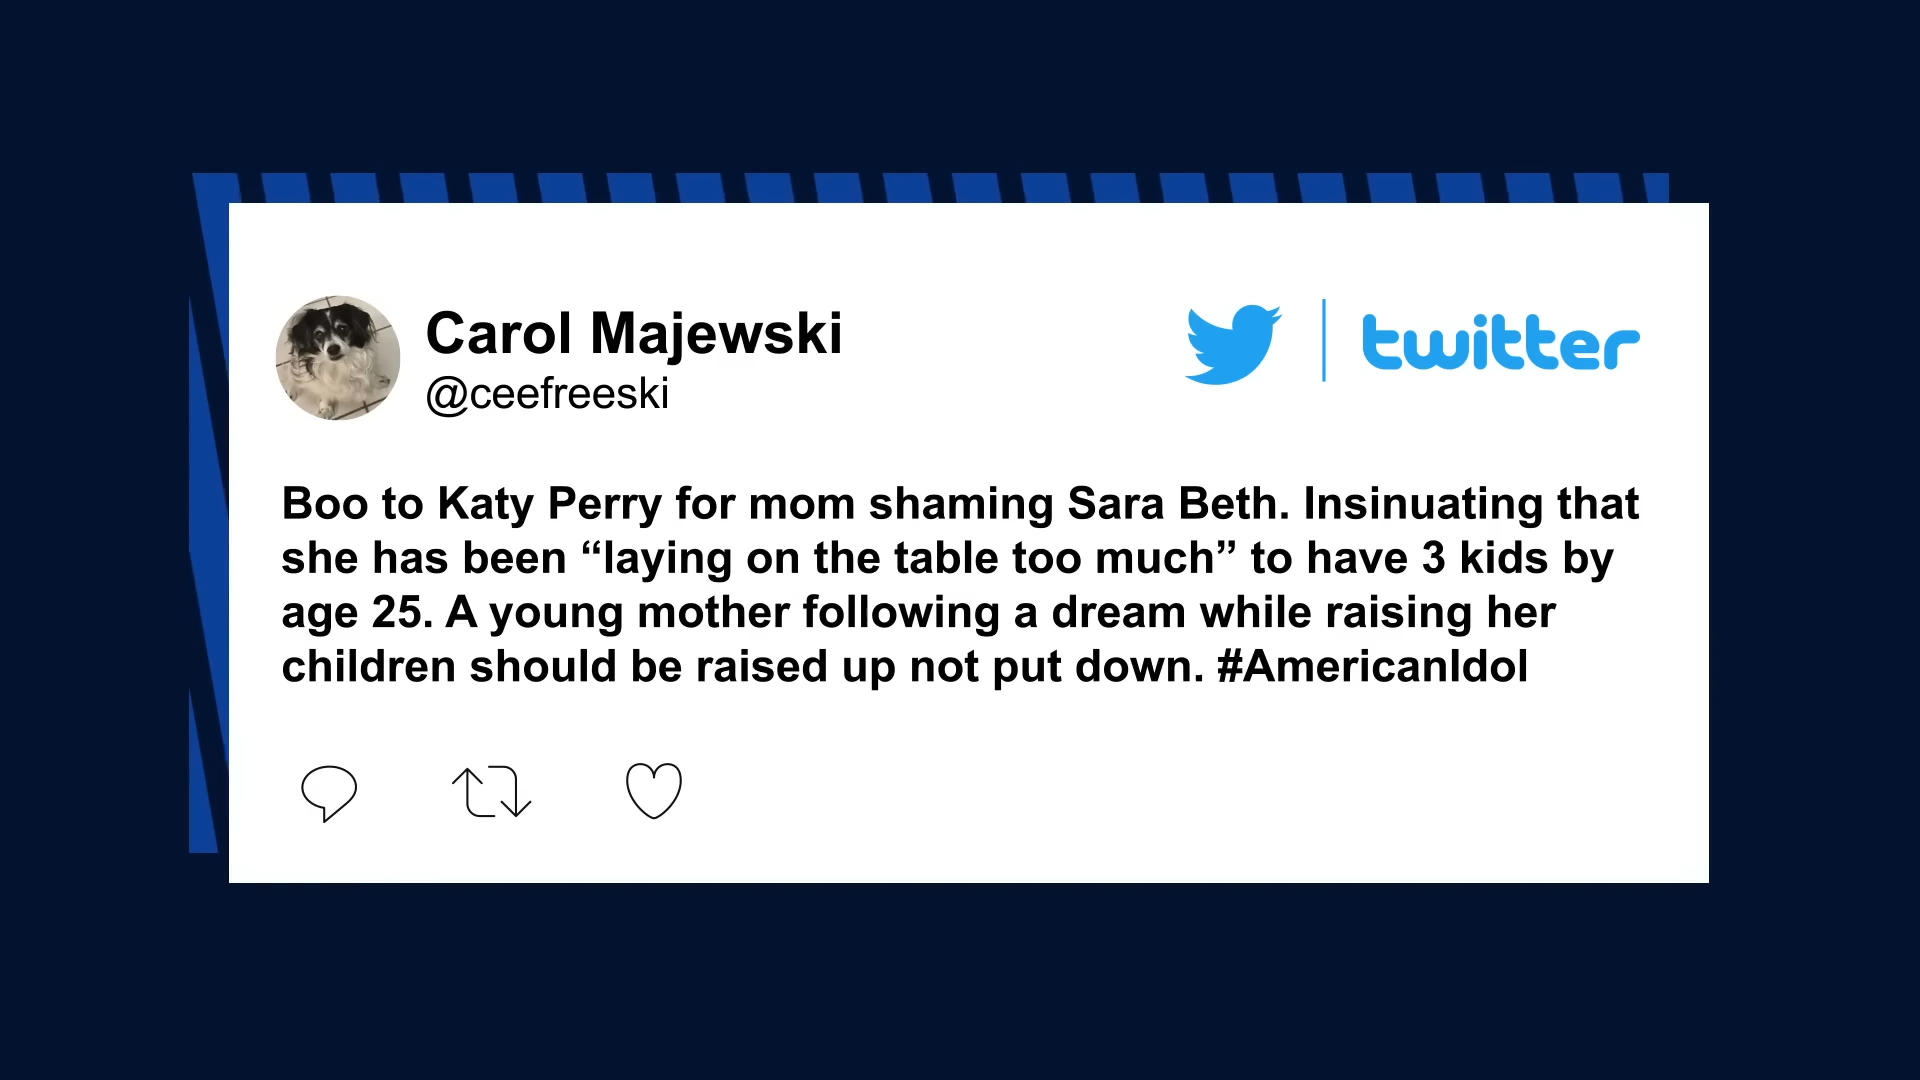 Carol Majewski
@ceefreeski
twitter
Boo to Katy Perry for mom shaming Sara Beth. Insinuating that
she has been “laying on the table too much” to have 3 kids by
age 25. A young mother following a dream while raising her
children should be raised up not put down. #AmericanIdol